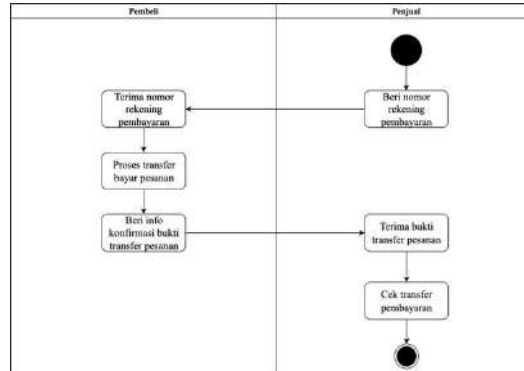 Pembeli
Penjual
Terima nomor
rekening
pembayaran
Beri nomor
rekening
pembayaran
Proses transfer
bayar pesanan
Beri info
konfirmasi bukti
transfer pesanan
Terima bukti
transfer pesanan
Cek transfer
pembayaran